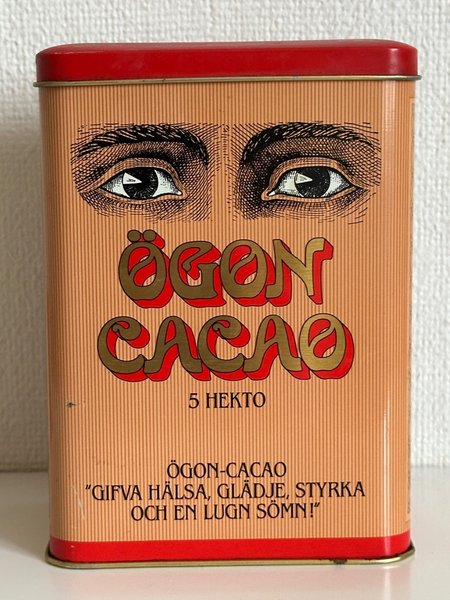 ÖGON
CACAO
5 HEKTO
ÖGON-CACAO
"GIFVA HÄLSA, GLÄDJE, STYRKA
OCH EN LUGN SÖMN!"